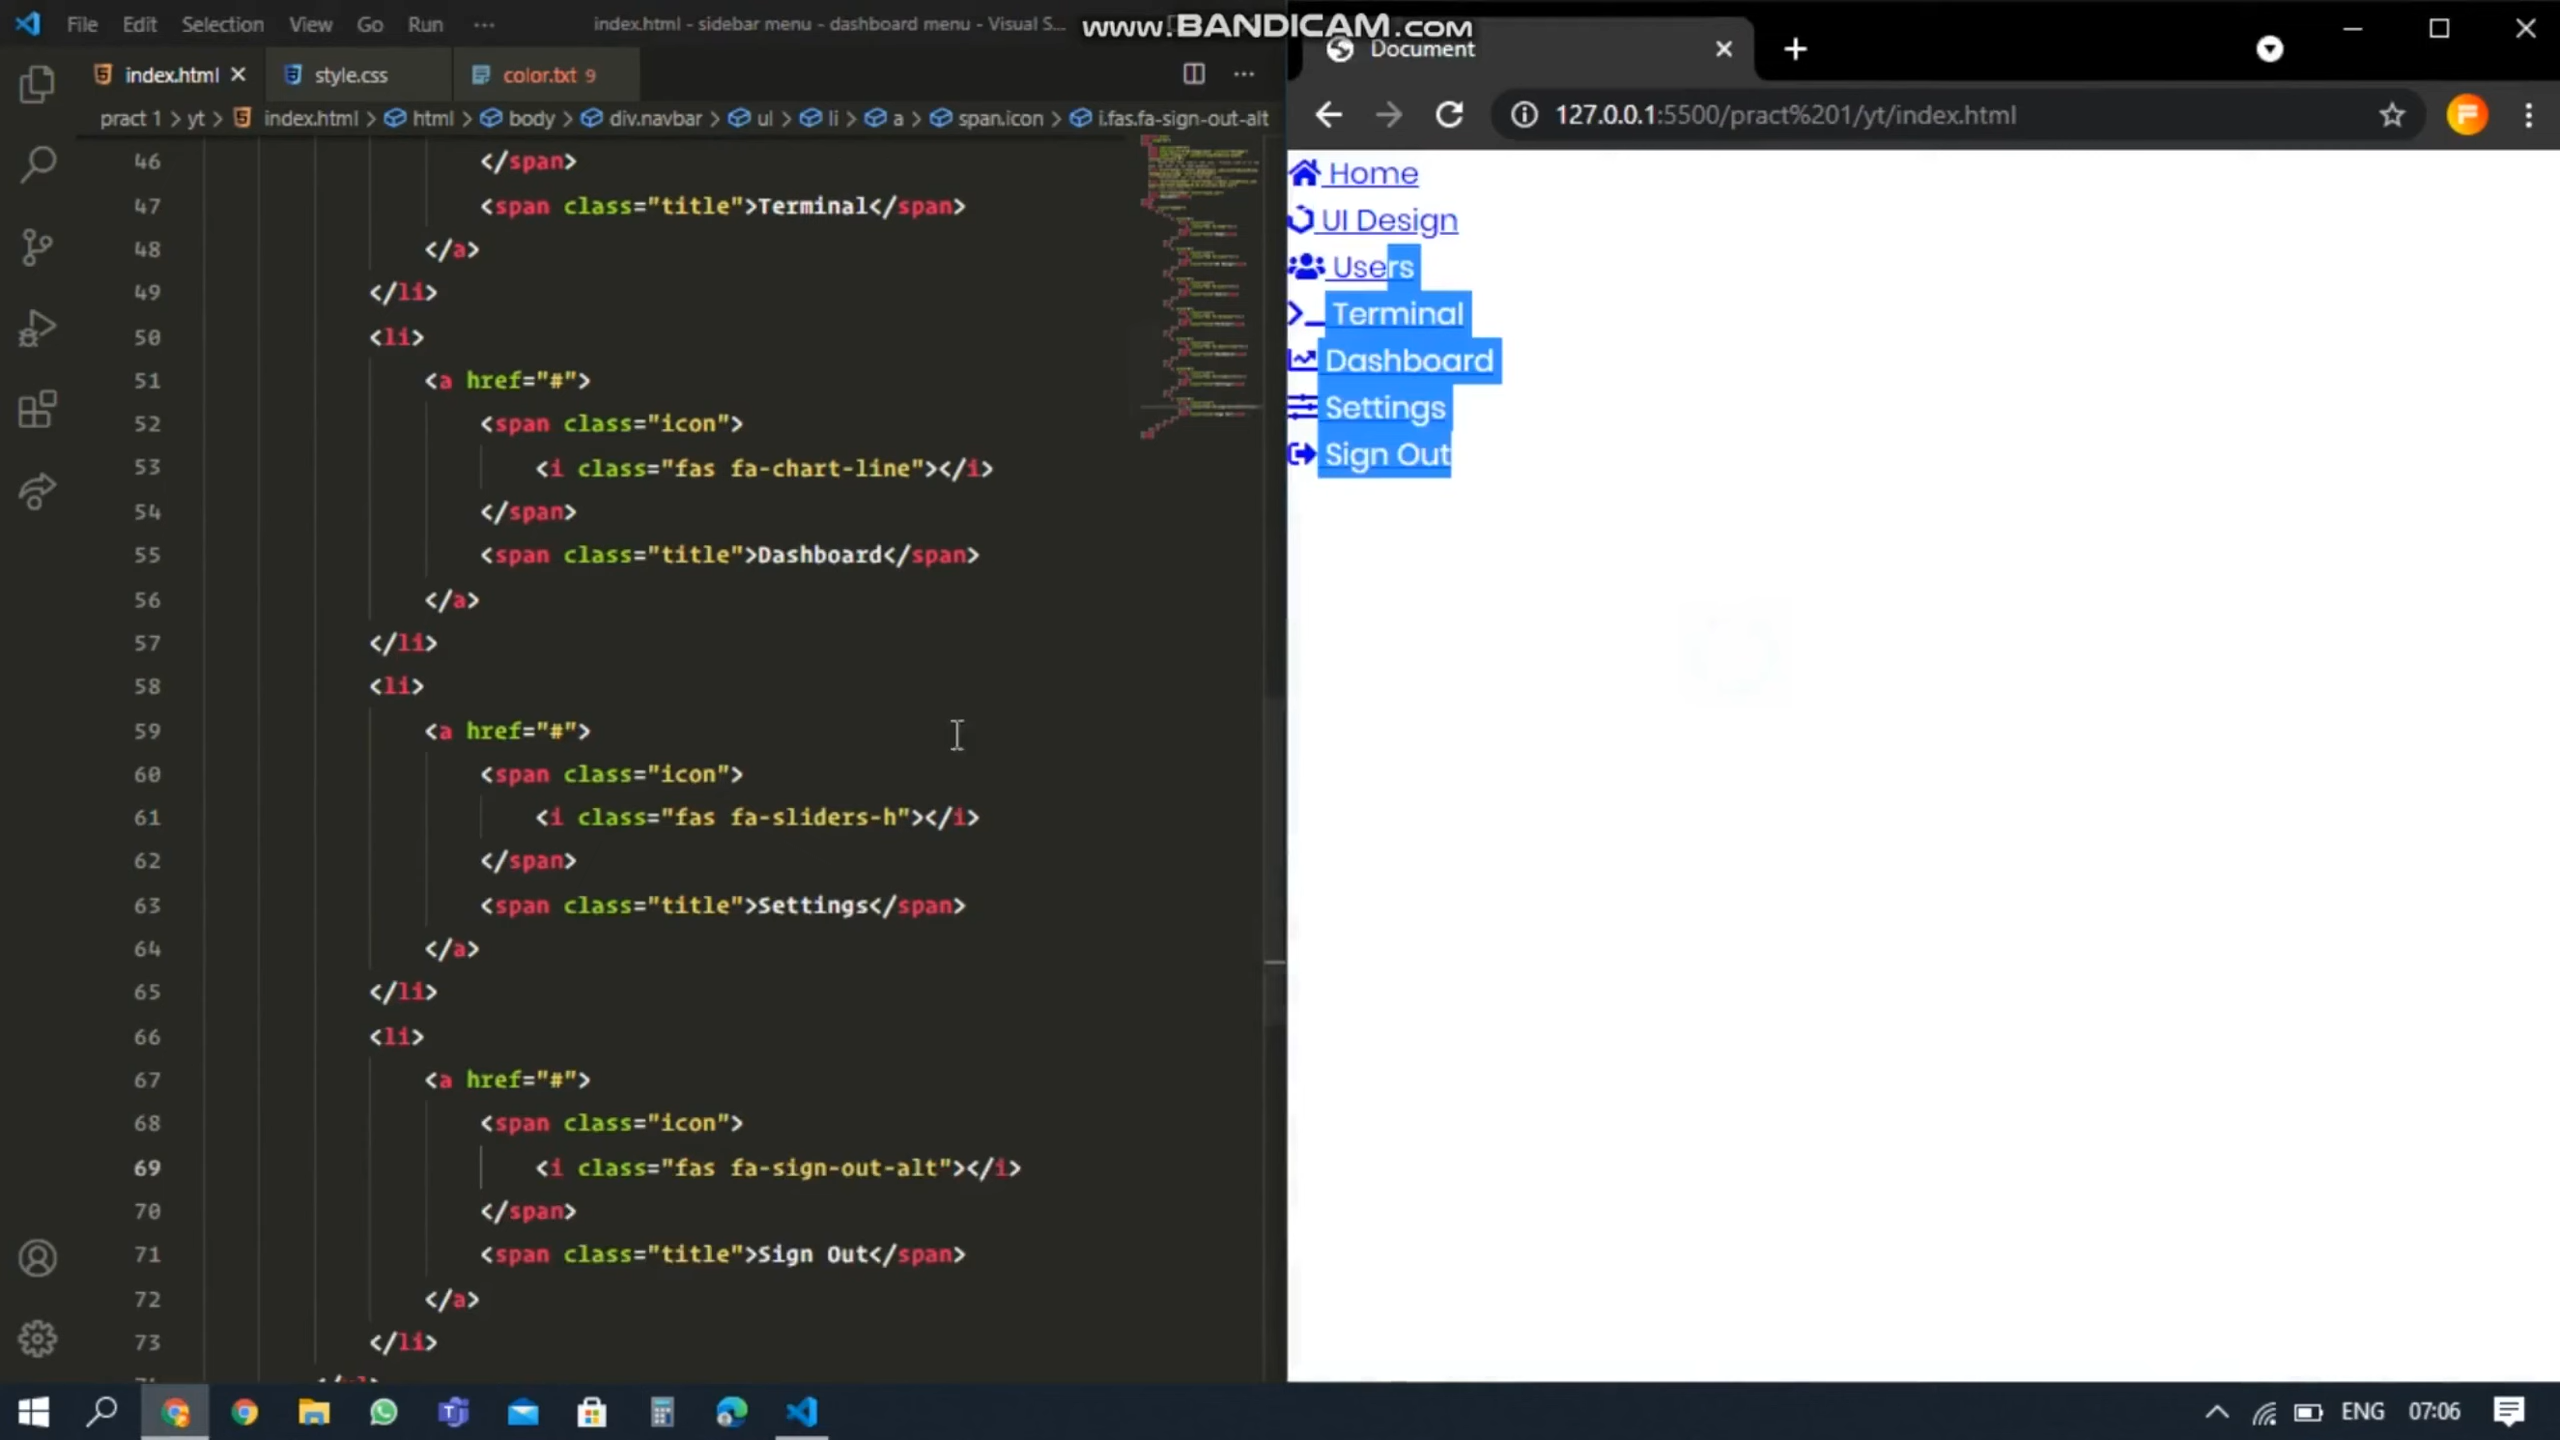 File Edit Selection View Go Run ··· index.html - sidebar menu - dashboard menu - Visual S...
www.BANDICAM.com
Document
index.html style.css color.txt 9
127.0.0.1:5500/pract%201/yt/index.html
pract 1 > yt > index.html > html > body > div.navbar > ul > li > a > span.icon > i.fas.fa-sign-out-alt
46 </span>
47 <span class="title">Terminal</span>
48 </a>
49 </li>
50 <li>
51 <a href="#">
52 <span class="icon">
53 <i class="fas fa-chart-line"></i>
54 </span>
55 <span class="title">Dashboard</span>
56 </a>
57 </li>
58 <li>
59 <a href="#">
60 <span class="icon">
61 <i class="fas fa-sliders-h"></i>
62 </span>
63 <span class="title">Settings</span>
64 </a>
65 </li>
66 <li>
67 <a href="#">
68 <span class="icon">
69 <i class="fas fa-sign-out-alt"></i>
70 </span>
71 <span class="title">Sign Out</span>
72 </a>
73 </li>
Home
UI Design
Users
Terminal
Dashboard
Settings
Sign Out
ENG 07:06